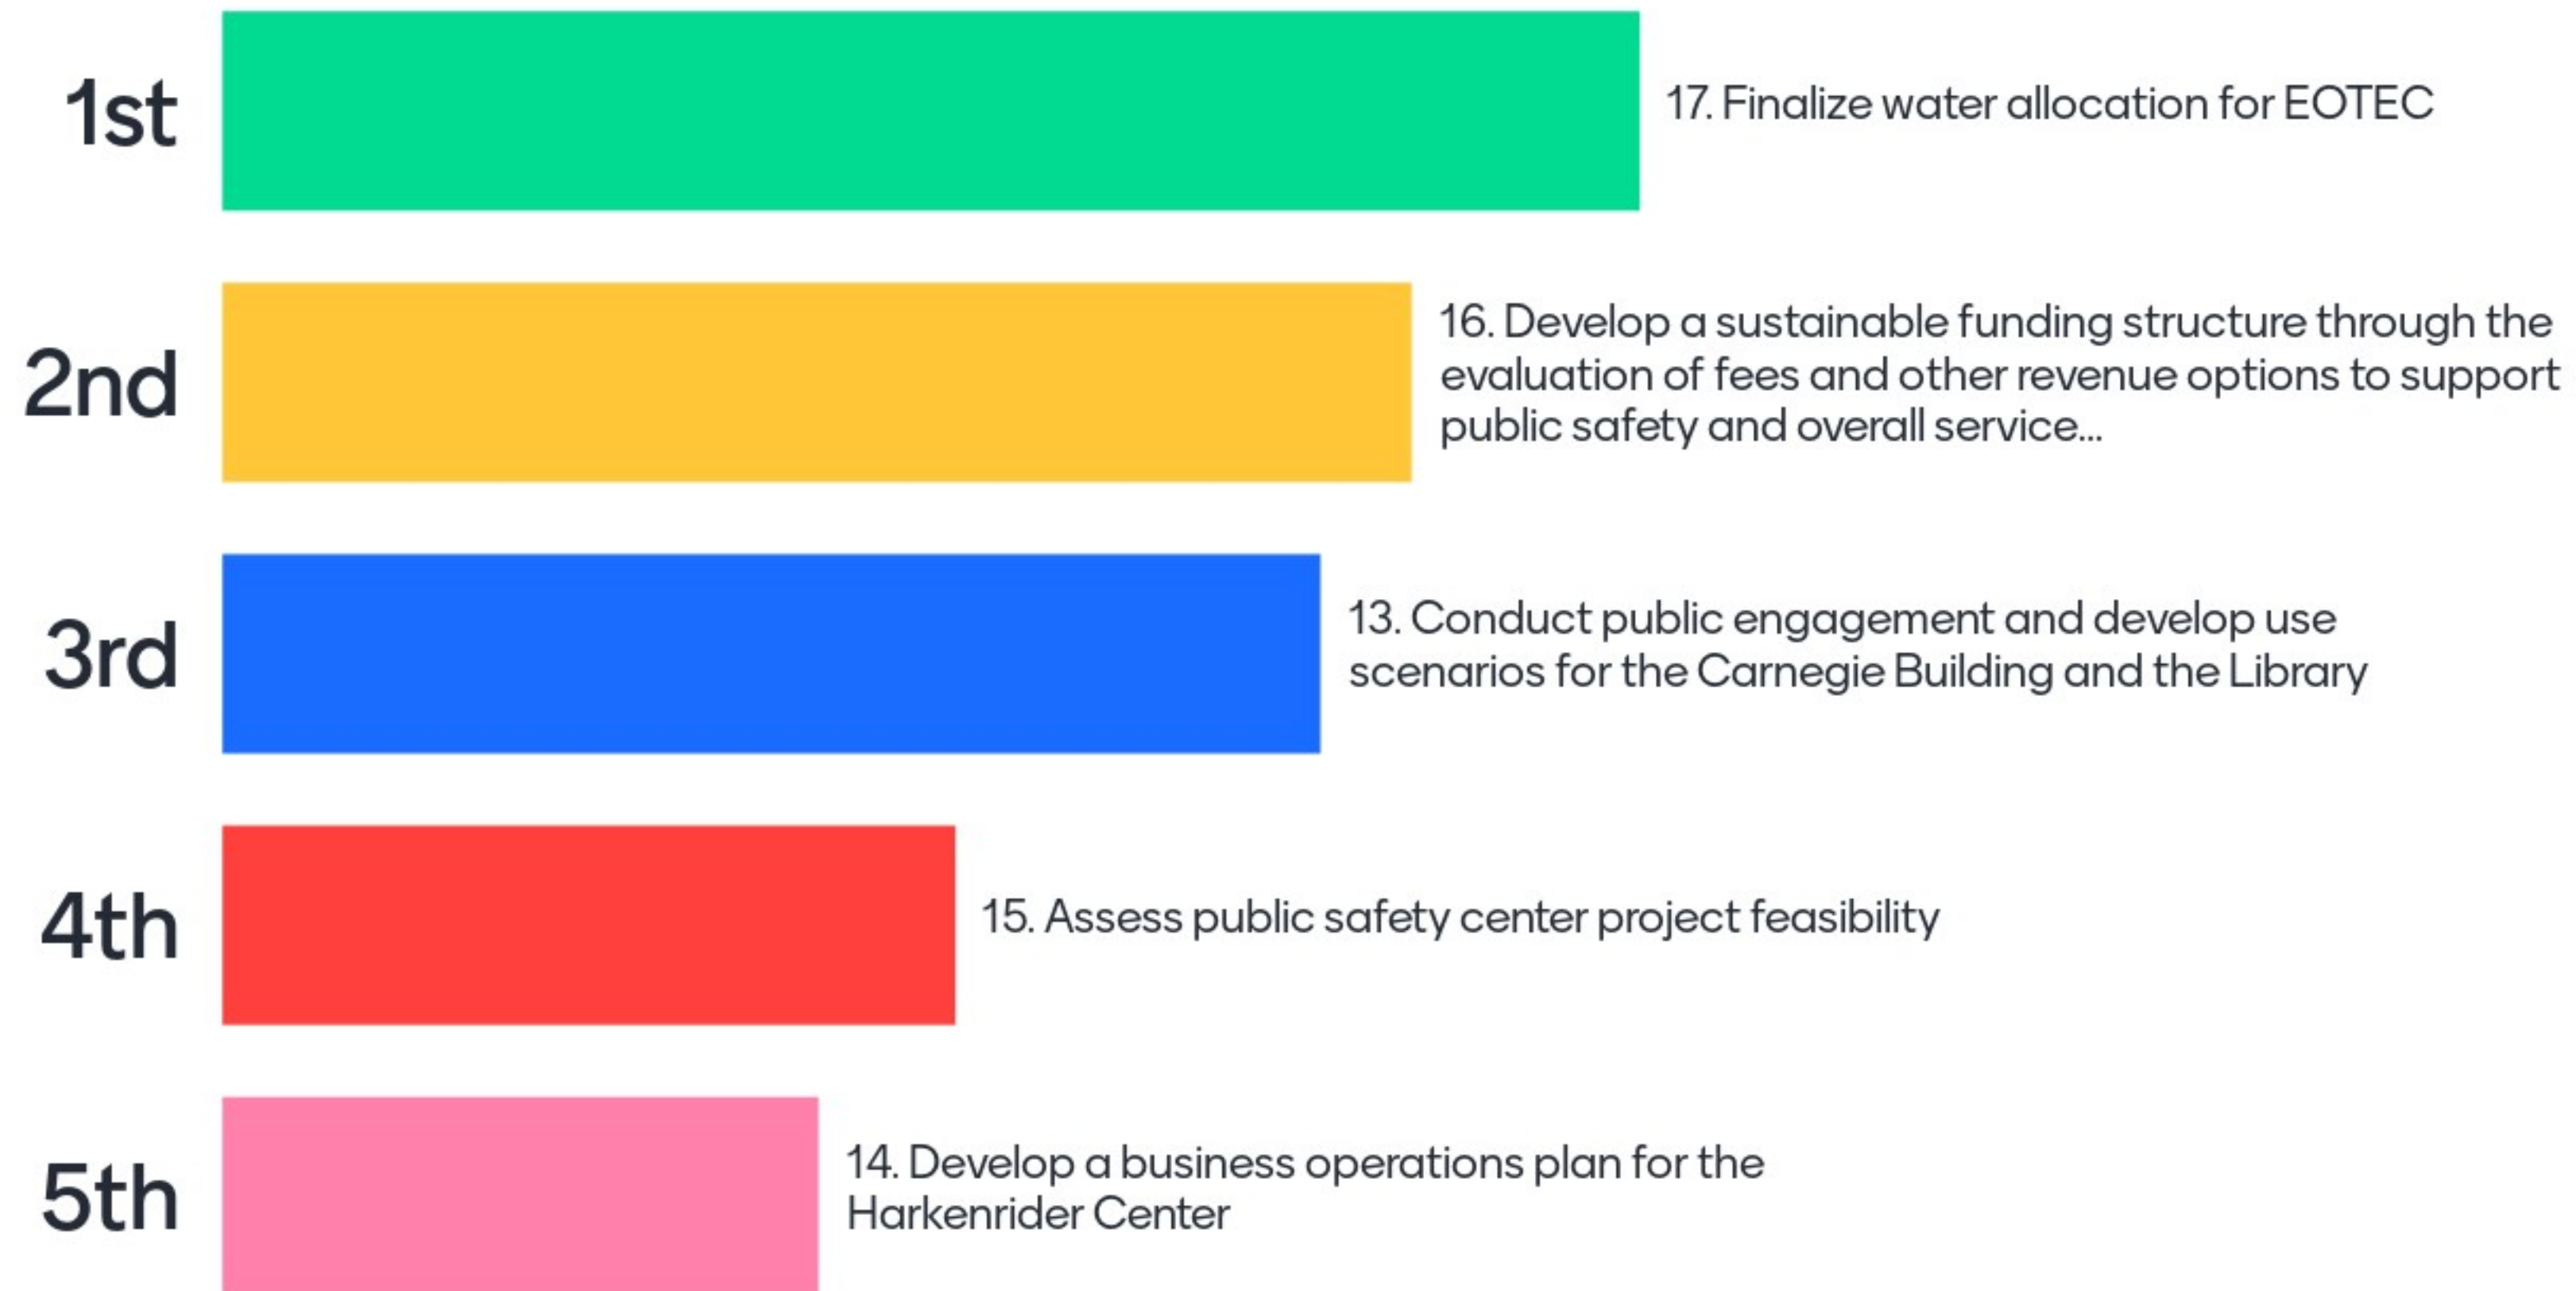 1st
17. Finalize water allocation for EOTEC
2nd
16. Develop a sustainable funding structure through the
evaluation of fees and other revenue options to support
public safety and overall service...
3rd
13. Conduct public engagement and develop use
scenarios for the Carnegie Building and the Library
4th
15. Assess public safety center project feasibility
5th
14. Develop a business operations plan for the
Harkenrider Center